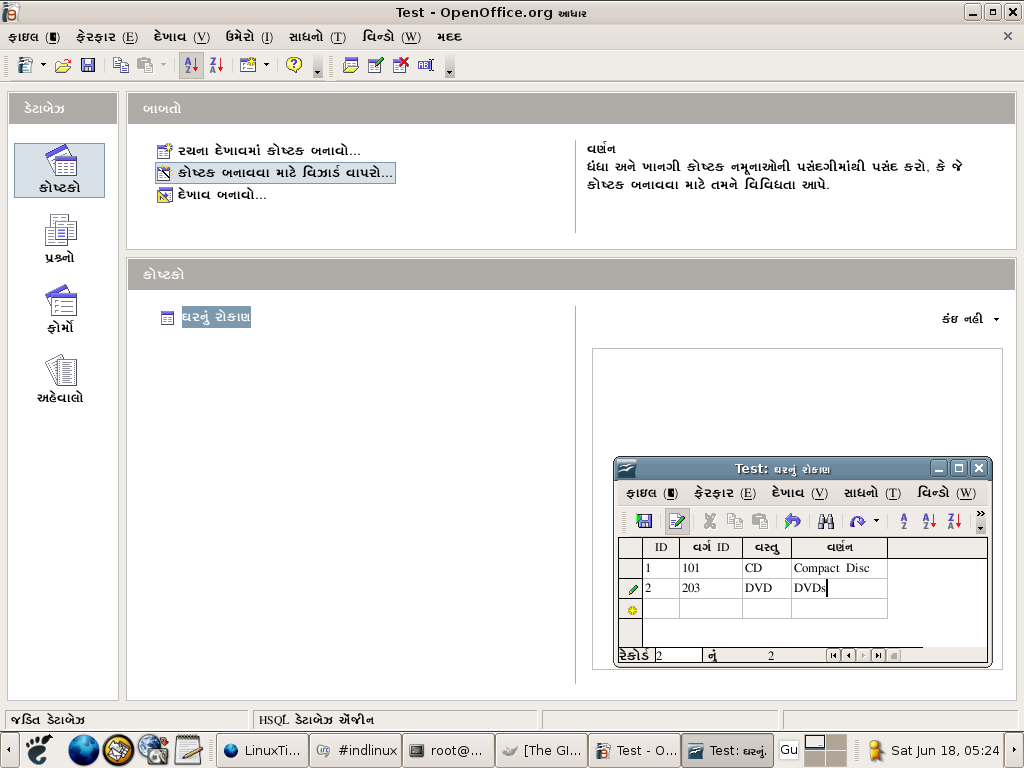 Test - OpenOffice.org આધાર
ફાઇલ ફેરફાર (E) દેખાવ (V) ઉમેરો (I) સાધનો (T) વિન્ડો (W) મદદ
ડેટાબેઝ
બાબતો
રચના દેખાવમાં કોષ્ટક બનાવો...
કોષ્ટક બનાવવા માટે વિઝાર્ડ વાપરો...
દેખાવ બનાવો...
વર્ણન
ધંધા અને ખાનગી કોષ્ટક નમૂનાઓની પસંદગીમાંથી પસંદ કરો, કે જે
કોષ્ટક બનાવવા માટે તમને વિવિધતા આપે.
કોષ્ટકો
પ્રશ્નો
ફોર્મો
અહેવાલો
કોષ્ટકો
ઘરનું રોકાણ
કંઇ નહી
Test: ઘરનું રોકાણ
ફાઇલ ફેરફાર (E) દેખાવ (V) સાધનો (T) વિન્ડો (W)
ID વર્ગ ID વસ્તુ વર્ણન
1 101 CD Compact Disc
2 203 DVD DVDs
રેકોર્ડ 2 નું 2
જડિત ડેટાબેઝ HSQL ડેટાબેઝ ઍંજીન
LinuxTi... #indlinux root@... [The GI... Test - O... Test: ઘરનું. Gu Sat Jun 18, 05:24